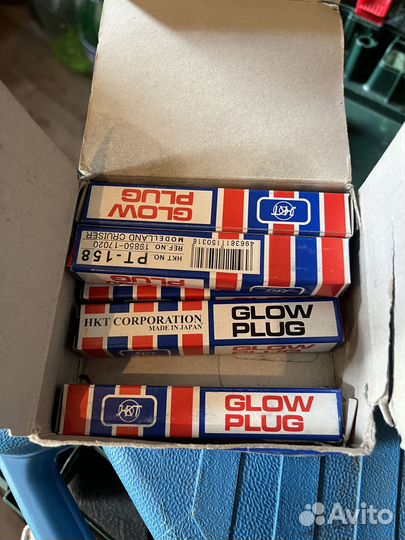 GLOW
PLUG
HKT
HKT NO. PT-158
REF NO. 19850-17020
MODEL LAND CRUISER
4963811150318
PLUG
HKT CORPORATION
MADE IN JAPAN
GLOW
PLUG
HKT
GLOW
PLUG
Avito